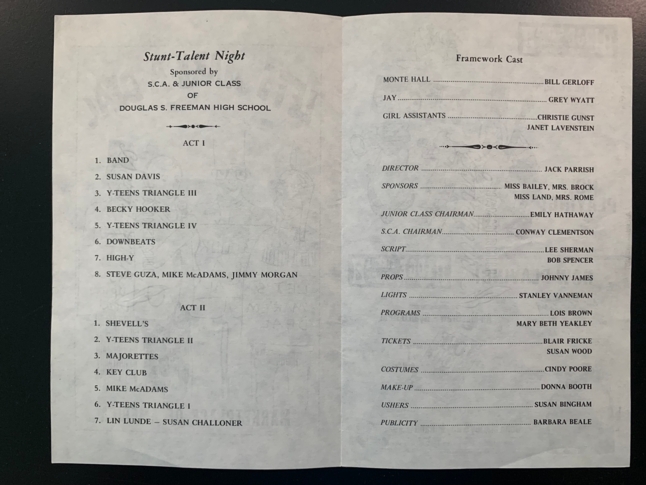 Stunt-Talent Night
Sponsored by
S.C.A. & JUNIOR CLASS
OF
DOUGLAS S. FREEMAN HIGH SCHOOL
ACT I
1. BAND
2. SUSAN DAVIS
3. Y-TEENS TRIANGLE III
4. BECKY HOOKER
5. Y-TEENS TRIANGLE IV
6. DOWNBEATS
7. HIGH-Y
8. STEVE GUZA, MIKE McADAMS, JIMMY MORGAN
ACT II
1. SHEVELL'S
2. Y-TEENS TRIANGLE II
3. MAJORETTES
4. KEY CLUB
5. MIKE McADAMS
6. Y-TEENS TRIANGLE I
7. LIN LUNDE – SUSAN CHALLONER
Framework Cast
MONTE HALL BILL GERLOFF
JAY GREY WYATT
GIRL ASSISTANTS CHRISTIE GUNST
JANET LAVENSTEIN
DIRECTOR JACK PARRISH
SPONSORS MISS BAILEY, MRS. BROCK
MISS LAND, MRS. ROME
JUNIOR CLASS CHAIRMAN EMILY HATHAWAY
S.C.A. CHAIRMAN CONWAY CLEMENTSON
SCRIPT LEE SHERMAN
BOB SPENCER
PROPS JOHNNY JAMES
LIGHTS STANLEY VANNEMAN
PROGRAMS LOIS BROWN
MARY BETH YEAKLEY
TICKETS BLAIR FRICKE
SUSAN WOOD
COSTUMES CINDY POORE
MAKE-UP DONNA BOOTH
USHERS SUSAN BINGHAM
PUBLICITY BARBARA BEALE